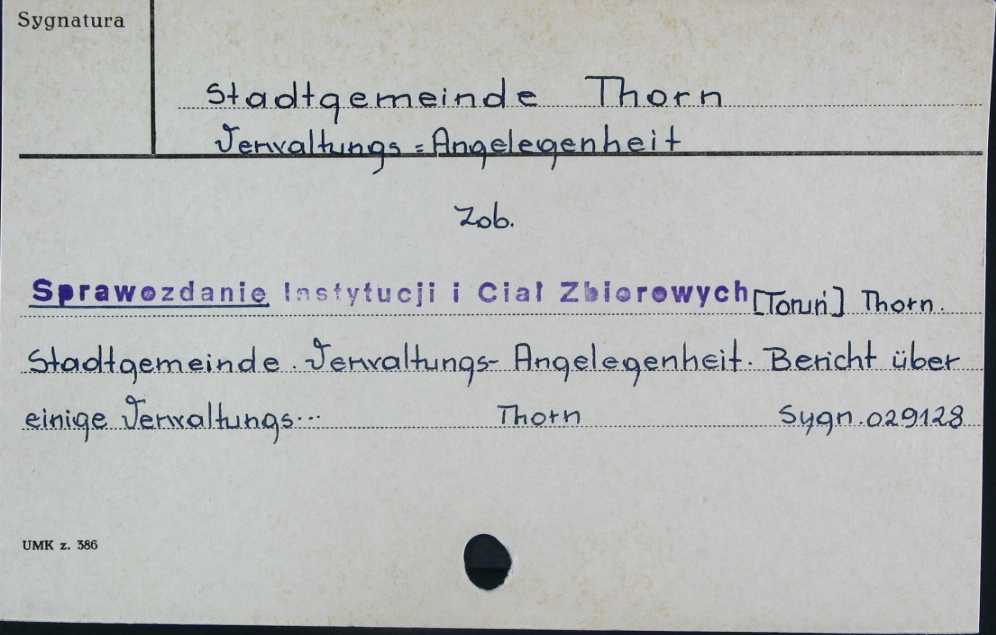 Sygnatura
Stadtgemeinde Thorn
Verwaltungs=Angelegenheit
Zob.
Sprawozdanie Instytucji i Ciał Zbiorowych [Toruń] Thorn.
Stadtgemeinde. Verwaltungs- Angelegenheit. Bericht über
einige Verwaltungs... Thorn Sygn.029128
UMK z. 386